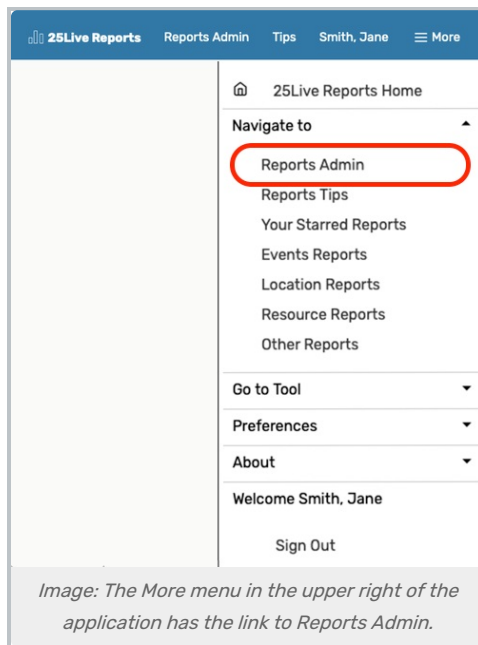 25Live Reports Reports Admin Tips Smith, Jane More
25Live Reports Home
Navigate to
Reports Admin
Reports Tips
Your Starred Reports
Events Reports
Location Reports
Resource Reports
Other Reports
Go to Tool
Preferences
About
Welcome Smith, Jane
Sign Out
Image: The More menu in the upper right of the
application has the link to Reports Admin.